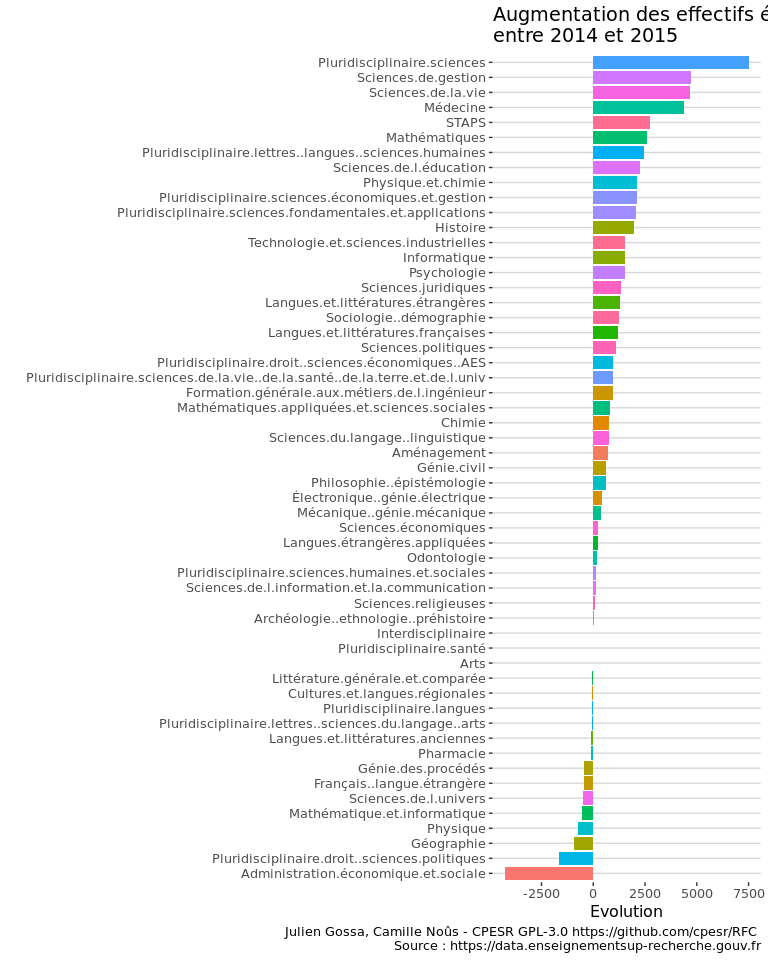 Augmentation des effectifs
entre 2014 et 2015
Pluridisciplinaire.sciences
Sciences.de.gestion
Sciences.de.la.vie
Médecine
STAPS
Mathématiques
Pluridisciplinaire.lettres..langues..sciences.humaines
Sciences.de.l.éducation
Physique.et.chimie
Pluridisciplinaire.sciences.économiques.et.gestion
Pluridisciplinaire.sciences.fondamentales.et.applications
Histoire
Technologie.et.sciences.industrielles
Informatique
Psychologie
Sciences.juridiques
Langues.et.littératures.étrangères
Sociologie..démographie
Langues.et.littératures.françaises
Sciences.politiques
Pluridisciplinaire.droit..sciences.économiques..AES
Pluridisciplinaire.sciences.de.la.vie..de.la.santé..de.la.terre.et.de.l.univ
Formation.générale.aux.métiers.de.l.ingénieur
Mathématiques.appliquées.et.sciences.sociales
Chimie
Sciences.du.langage..linguistique
Aménagement
Génie.civil
Philosophie..épistémologie
Électronique..génie.électrique
Mécanique..génie.mécanique
Sciences.économiques
Langues.étrangères.appliquées
Odontologie
Pluridisciplinaire.sciences.humaines.et.sociales
Sciences.de.l.information.et.la.communication
Sciences.religieuses
Archéologie..ethnologie..préhistoire
Interdisciplinaire
Pluridisciplinaire.santé
Arts
Littérature.générale.et.comparée
Cultures.et.langues.régionales
Pluridisciplinaire.langues
Pluridisciplinaire.lettres..sciences.du.langage..arts
Langues.et.littératures.anciennes
Pharmacie
Génie.des.procédés
Français..langue.étrangère
Sciences.de.l.univers
Mathématique.et.informatique
Physique
Géographie
Pluridisciplinaire.droit..sciences.politiques
Administration.économique.et.sociale
-2500 0 2500 5000 7500
Evolution
Julien Gossa, Camille Noûs - CPESR GPL-3.0 https://github.com/cpesr/RFC
Source : https://data.enseignementsup-recherche.gouv.fr